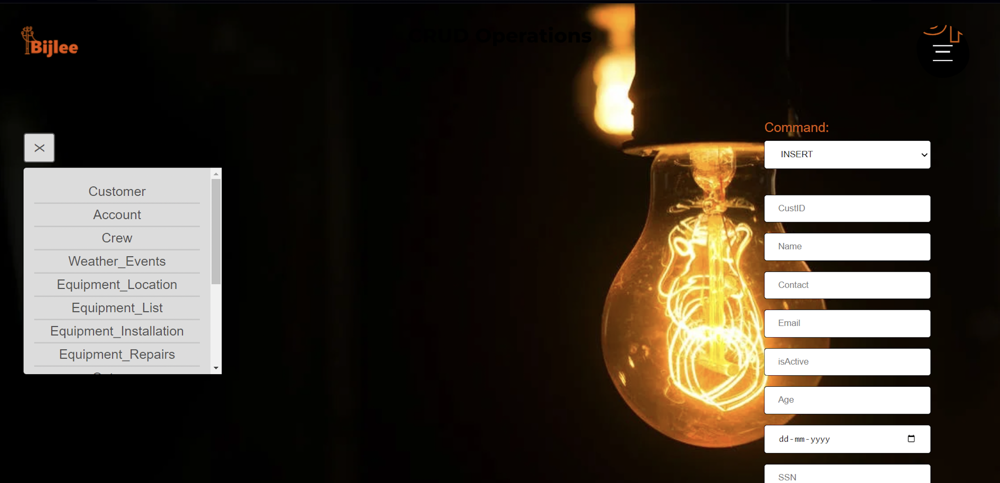 CRUD Operations
Bijlee
Command:
INSERT
Customer
Account
Crew
Weather_Events
Equipment_Location
Equipment_List
Equipment_Installation
Equipment_Repairs
CustID
Name
Contact
Email
isActive
Age
dd-mm-yyyy
SSN